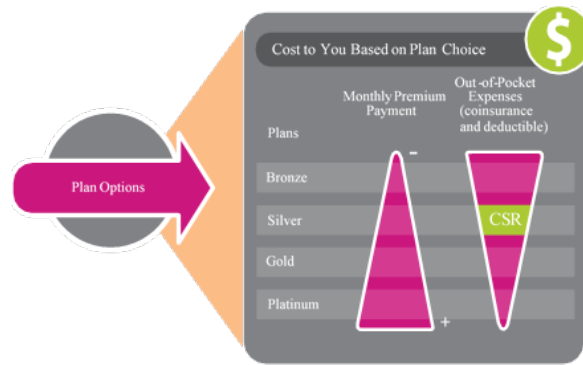 $
Cost to You Based on Plan Choice
Out-of-Pocket
Expenses
(coinsurance
and deductible)
Monthly Premium
Payment
Plans
-
Bronze
Plan Options
Silver
CSR
Gold
Platinum
+